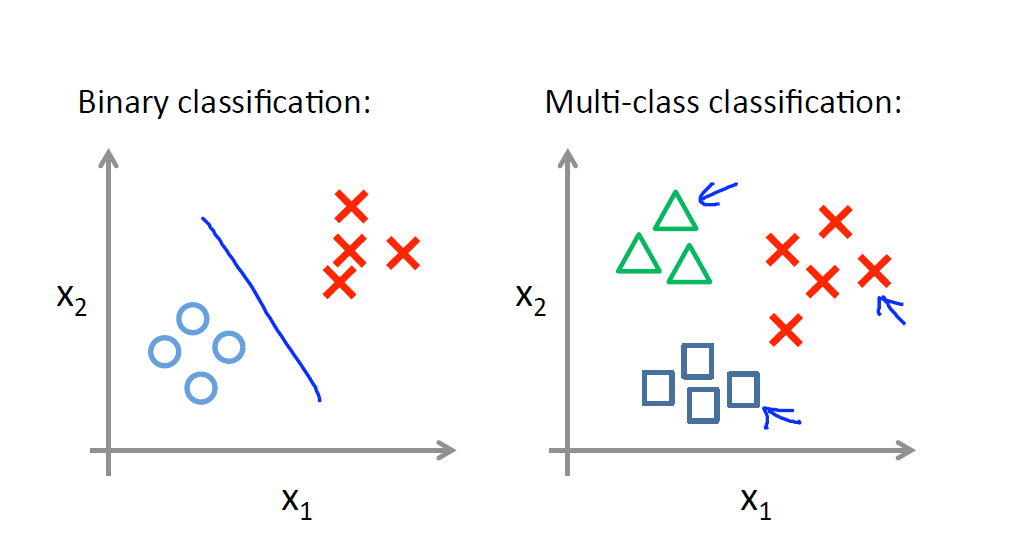 Binary classification:
Multi-class classification:
x₂
x₂
x₁
x₁